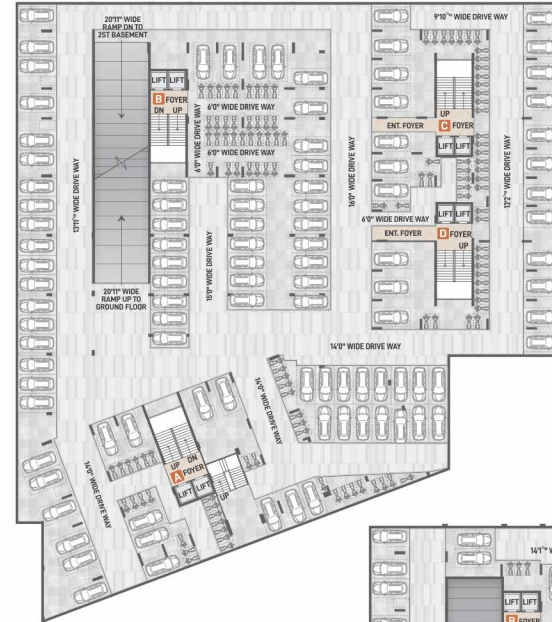 20'11" WIDE
RAMP DN TO
2ST BASEMENT
9'10" WIDE DRIVE WAY
LIFT LIFT
B FOYER
DN UP
6'0" WIDE DRIVE WAY
6'0" WIDE DRIVE WAY
6'0" WIDE DRIVE WAY
UP
ENT. FOYER
C FOYER
LIFT LIFT
16'0" WIDE DRIVE WAY
13'2" WIDE DRIVE WAY
WIDE DRIVE WAY
LIFT LIFT
6'0" WIDE DRIVE WAY
ENT. FOYER
D FOYER
UP
15'0" WIDE DRIVE WAY
20'11" WIDE
RAMP UP TO
GROUND FLOOR
14'0" WIDE DRIVE WAY
14'0" WIDE DRIVE WAY
UP DN
A FOYER
LIFT LIFT
UP
14'0" WIDE DRIVE WAY
LIFT LIFT
B FOYER